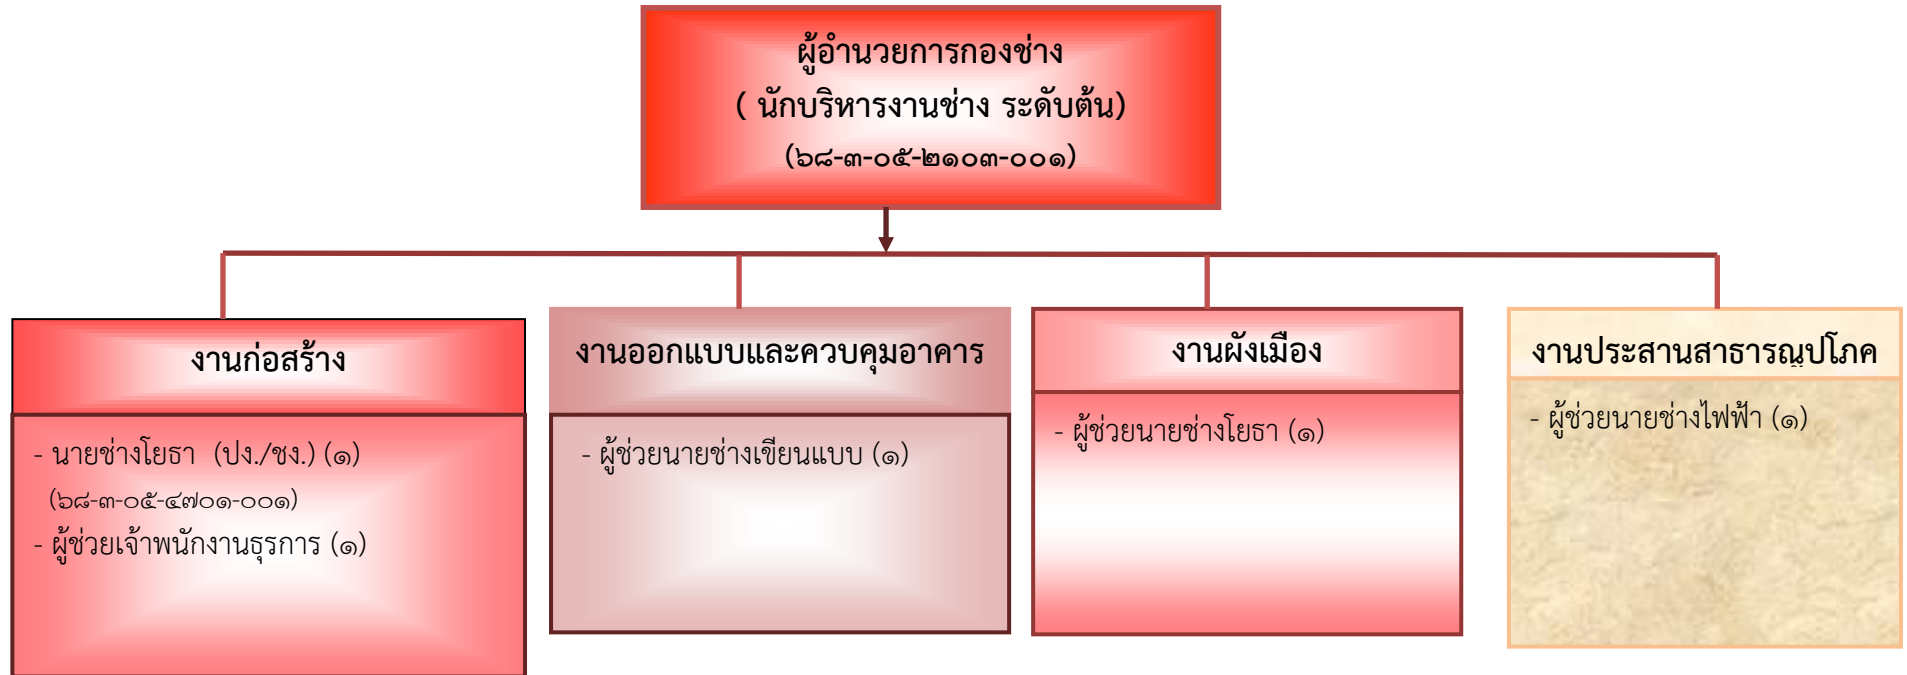 ผู้อำนวยการกองช่าง
( นักบริหารงานช่าง ระดับต้น)
(๖๘-๓-๐๕-๒๑๐๓-๐๐๑)
งานก่อสร้าง
- นายช่างโยธา (ปง./ชง.) (๑)
(๖๘-๓-๐๕-๔๗๐๑-๐๐๑)
- ผู้ช่วยเจ้าพนักงานธุรการ (๑)
งานออกแบบและควบคุมอาคาร
- ผู้ช่วยนายช่างเขียนแบบ (๑)
งานผังเมือง
- ผู้ช่วยนายช่างโยธา (๑)
งานประสานสาธารณูปโภค
- ผู้ช่วยนายช่างไฟฟ้า (๑)